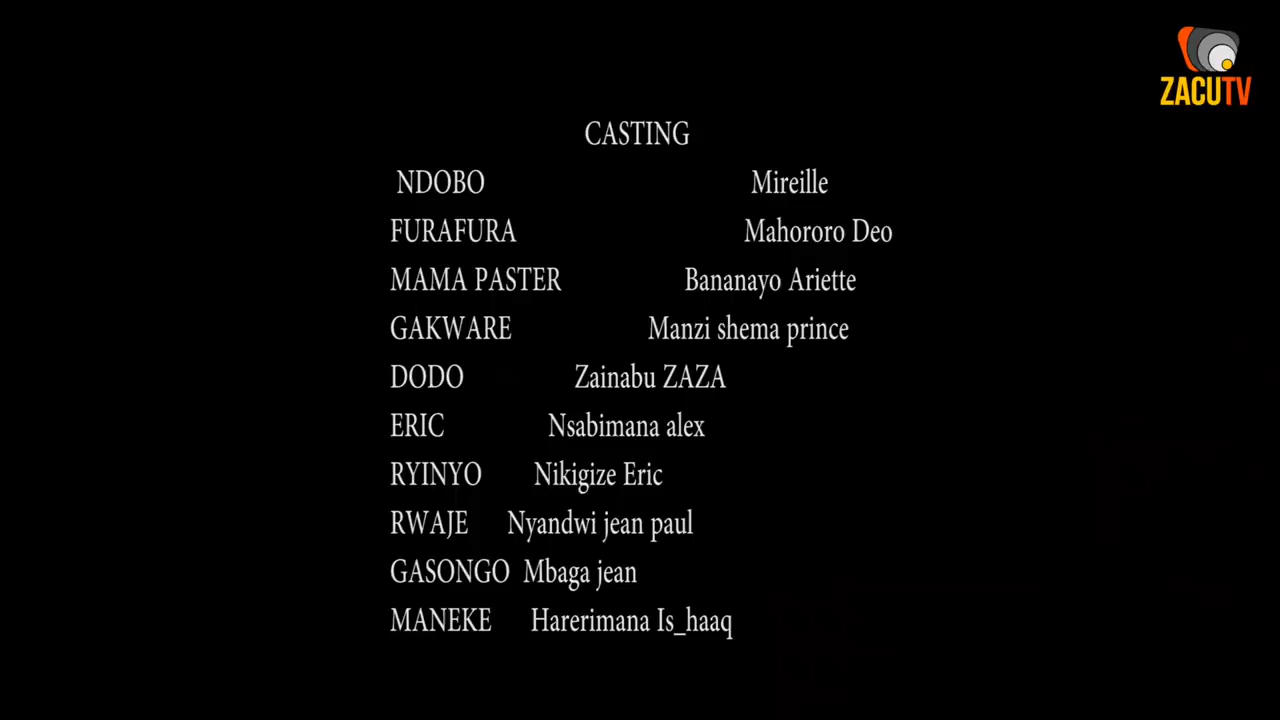 ZACUTV
CASTING
NDOBO Mireille
FURAFURA Mahororo Deo
MAMA PASTER Bananayo Ariette
GAKWARE Manzi shema prince
DODO Zainabu ZAZA
ERIC Nsabimana alex
RYINYO Nikigize Eric
RWAJE Nyandwi jean paul
GASONGO Mbaga jean
MANEKE Harerimana Is_haaq